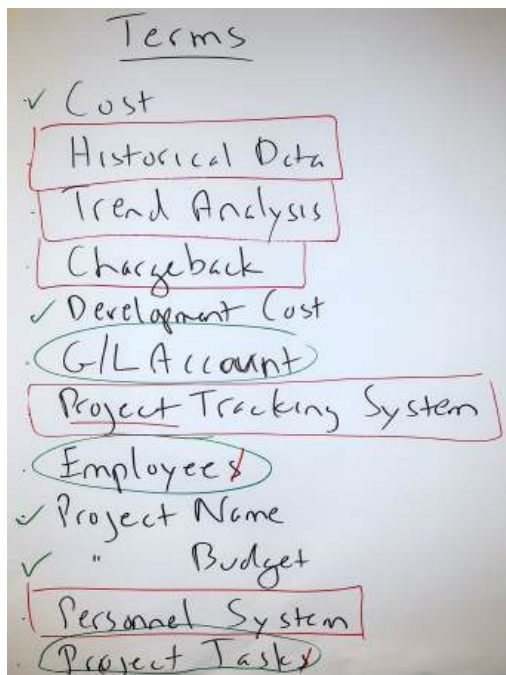 Terms
✓ Cost
Historical Data
Trend Analysis
Chargeback
✓ Development Cost
G/L Account
Project Tracking System
Employees
✓ Project Name
✓ " Budget
Personnel System
Project Tasks